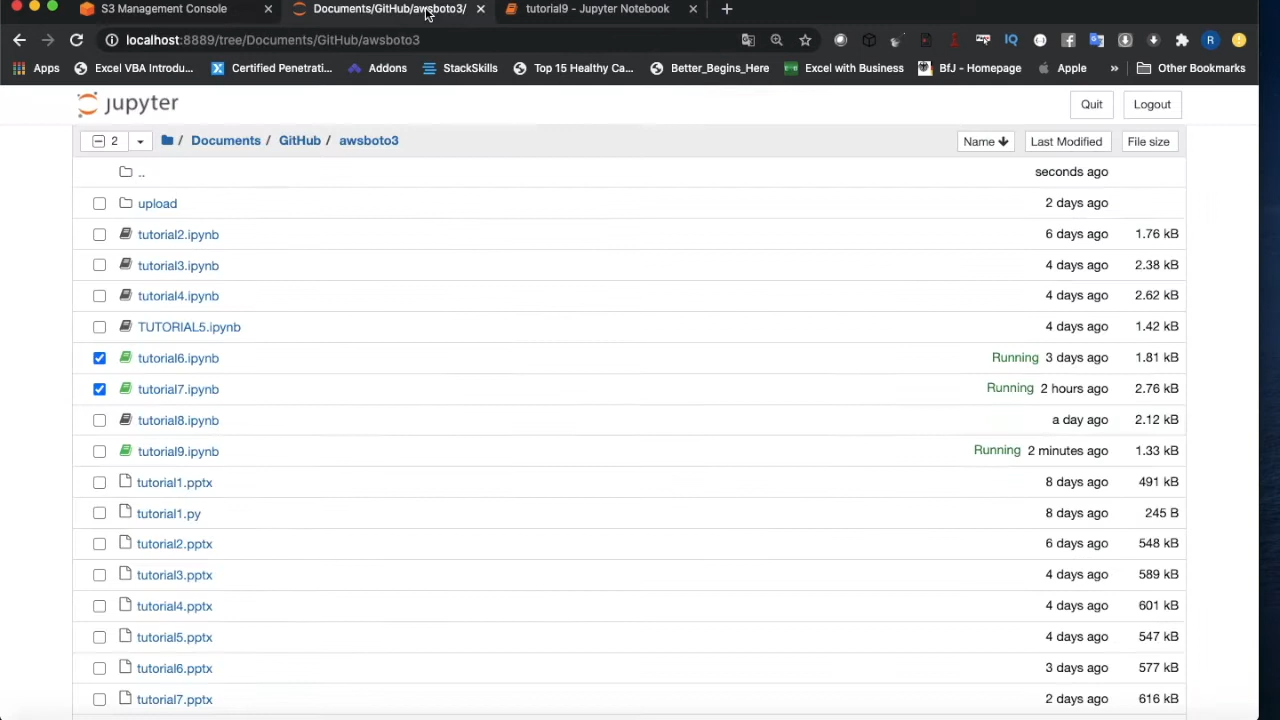 S3 Management Console
Documents/GitHub/awsboto3/
tutorial9 - Jupyter Notebook
localhost:8889/tree/Documents/GitHub/awsboto3
Apps
Excel VBA Introdu...
Certified Penetrati...
Addons
StackSkills
Top 15 Healthy Ca...
Better_Begins_Here
Excel with Business
BfJ - Homepage
Apple
»
Other Bookmarks
jupyter
Quit
Logout
2
/ Documents / GitHub / awsboto3
Name
Last Modified
File size
.. seconds ago
upload 2 days ago
tutorial2.ipynb 6 days ago 1.76 kB
tutorial3.ipynb 4 days ago 2.38 kB
tutorial4.ipynb 4 days ago 2.62 kB
TUTORIAL5.ipynb 4 days ago 1.42 kB
tutorial6.ipynb Running 3 days ago 1.81 kB
tutorial7.ipynb Running 2 hours ago 2.76 kB
tutorial8.ipynb a day ago 2.12 kB
tutorial9.ipynb Running 2 minutes ago 1.33 kB
tutorial1.pptx 8 days ago 491 kB
tutorial1.py 8 days ago 245 B
tutorial2.pptx 6 days ago 548 kB
tutorial3.pptx 4 days ago 589 kB
tutorial4.pptx 4 days ago 601 kB
tutorial5.pptx 4 days ago 547 kB
tutorial6.pptx 3 days ago 577 kB
tutorial7.pptx 2 days ago 616 kB